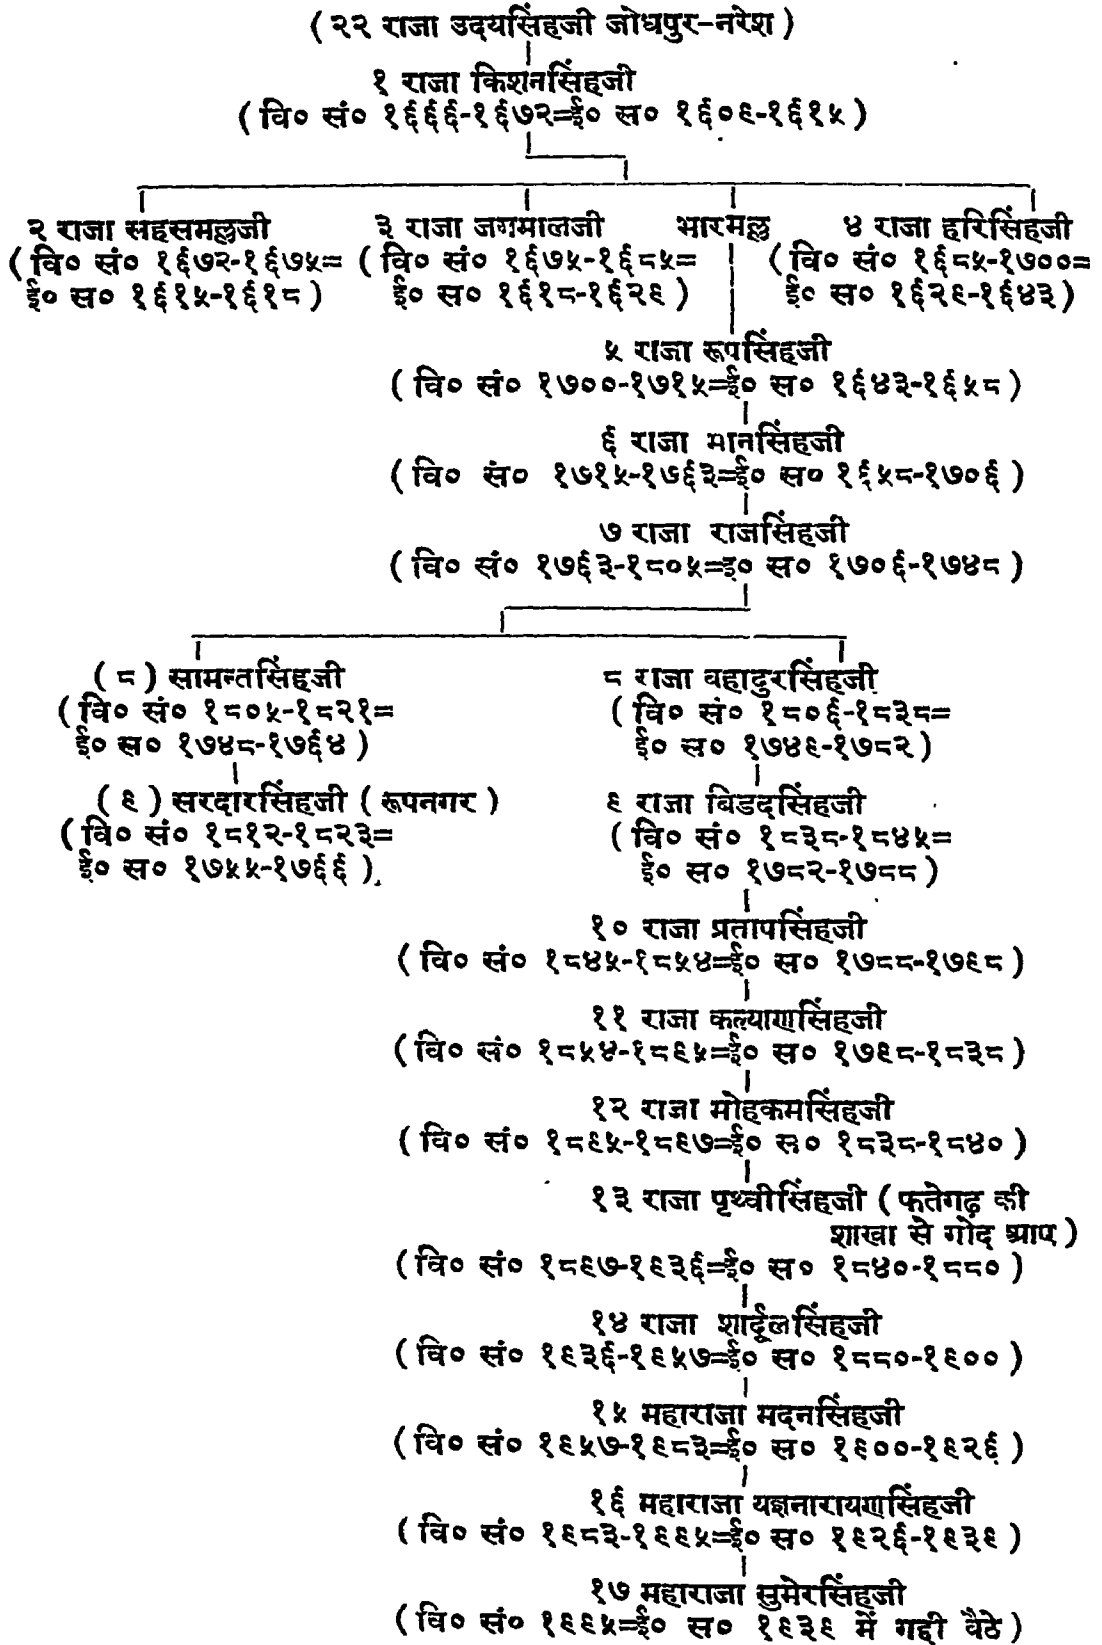 ( २२ राजा उदयसिंहजी जोधपुर-नरेश )
१ राजा किशनसिंहजी
( वि० सं० १६६६-१६७२=ई० स० १६०९-१६१५ )
२ राजा सहसमल्लजी
( वि० सं० १६७२-१६७५=
ई० स० १६१५-१६१८ )
३ राजा जगमालजी
( वि० सं० १६७५-१६८५=
ई० स० १६१८-१६२९ )
भारमल्ल
४ राजा हरिसिंहजी
( वि० सं० १६८५-१७००=
ई० स० १६२९-१६४३ )
५ राजा रूपसिंहजी
( वि० सं० १७००-१७१५=ई० स० १६४३-१६५८ )
६ राजा मानसिंहजी
( वि० सं० १७१५-१७६३=ई० स० १६५८-१७०६ )
७ राजा राजसिंहजी
( वि० सं० १७६३-१८०५=इ० स० १७०६-१७४८ )
( ८ ) सामन्तसिंहजी
( वि० सं० १८०५-१८२१=
ई० स० १७४८-१७६४ )
( ९ ) सरदारसिंहजी ( रूपनगर )
( वि० सं० १८१२-१८२३=
ई० स० १७५५-१७६६ )
८ राजा वहादुरसिंहजी
( वि० सं० १८०६-१८३८=
ई० स० १७४९-१७८२ )
९ राजा बिडदसिंहजी
( वि० सं० १८३८-१८४५=
ई० स० १७८२-१७८८ )
१० राजा प्रतापसिंहजी
( वि० सं० १८४५-१८५४=ई० स० १७८८-१७९८ )
११ राजा कल्याणसिंहजी
( वि० सं० १८५४-१८९५=ई० स० १७९८-१८३८ )
१२ राजा मोहकमसिंहजी
( वि० सं० १८९५-१८९७=ई० स० १८३८-१८४० )
१३ राजा पृथ्वीसिंहजी ( फतेगढ़ की
शाखा से गोद आए )
( वि० सं० १८९७-१९३६=ई० स० १८४०-१८८० )
१४ राजा शार्दूलसिंहजी
( वि० सं० १९३६-१९५७=ई० स० १८८०-१९०० )
१५ महाराजा मदनसिंहजी
( वि० सं० १९५७-१९८३=ई० स० १९००-१९२६ )
१६ महाराजा यज्ञनारायणसिंहजी
( वि० सं० १९८३-१९९५=ई० स० १९२६-१९३९ )
१७ महाराजा सुमेरसिंहजी
( वि० सं० १९९५=ई० स० १९३९ में गद्दी वैठे )